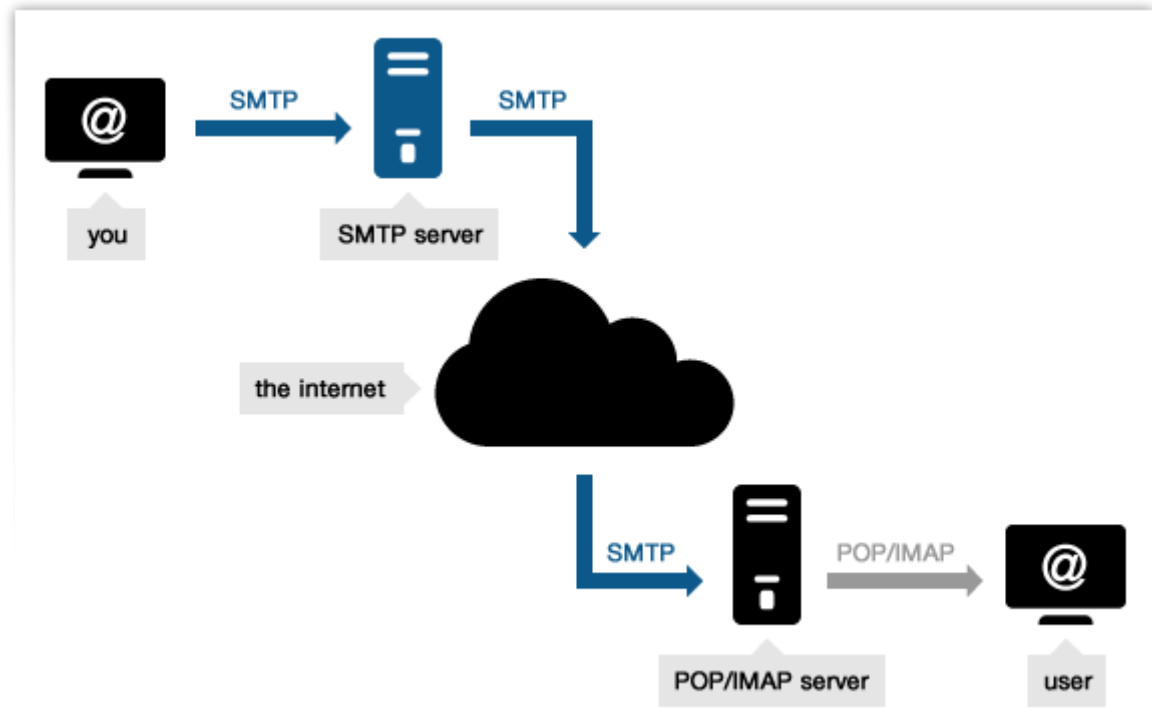 SMTP
SMTP
@
you
SMTP server
the internet
SMTP
POP/IMAP
@
POP/IMAP server
user